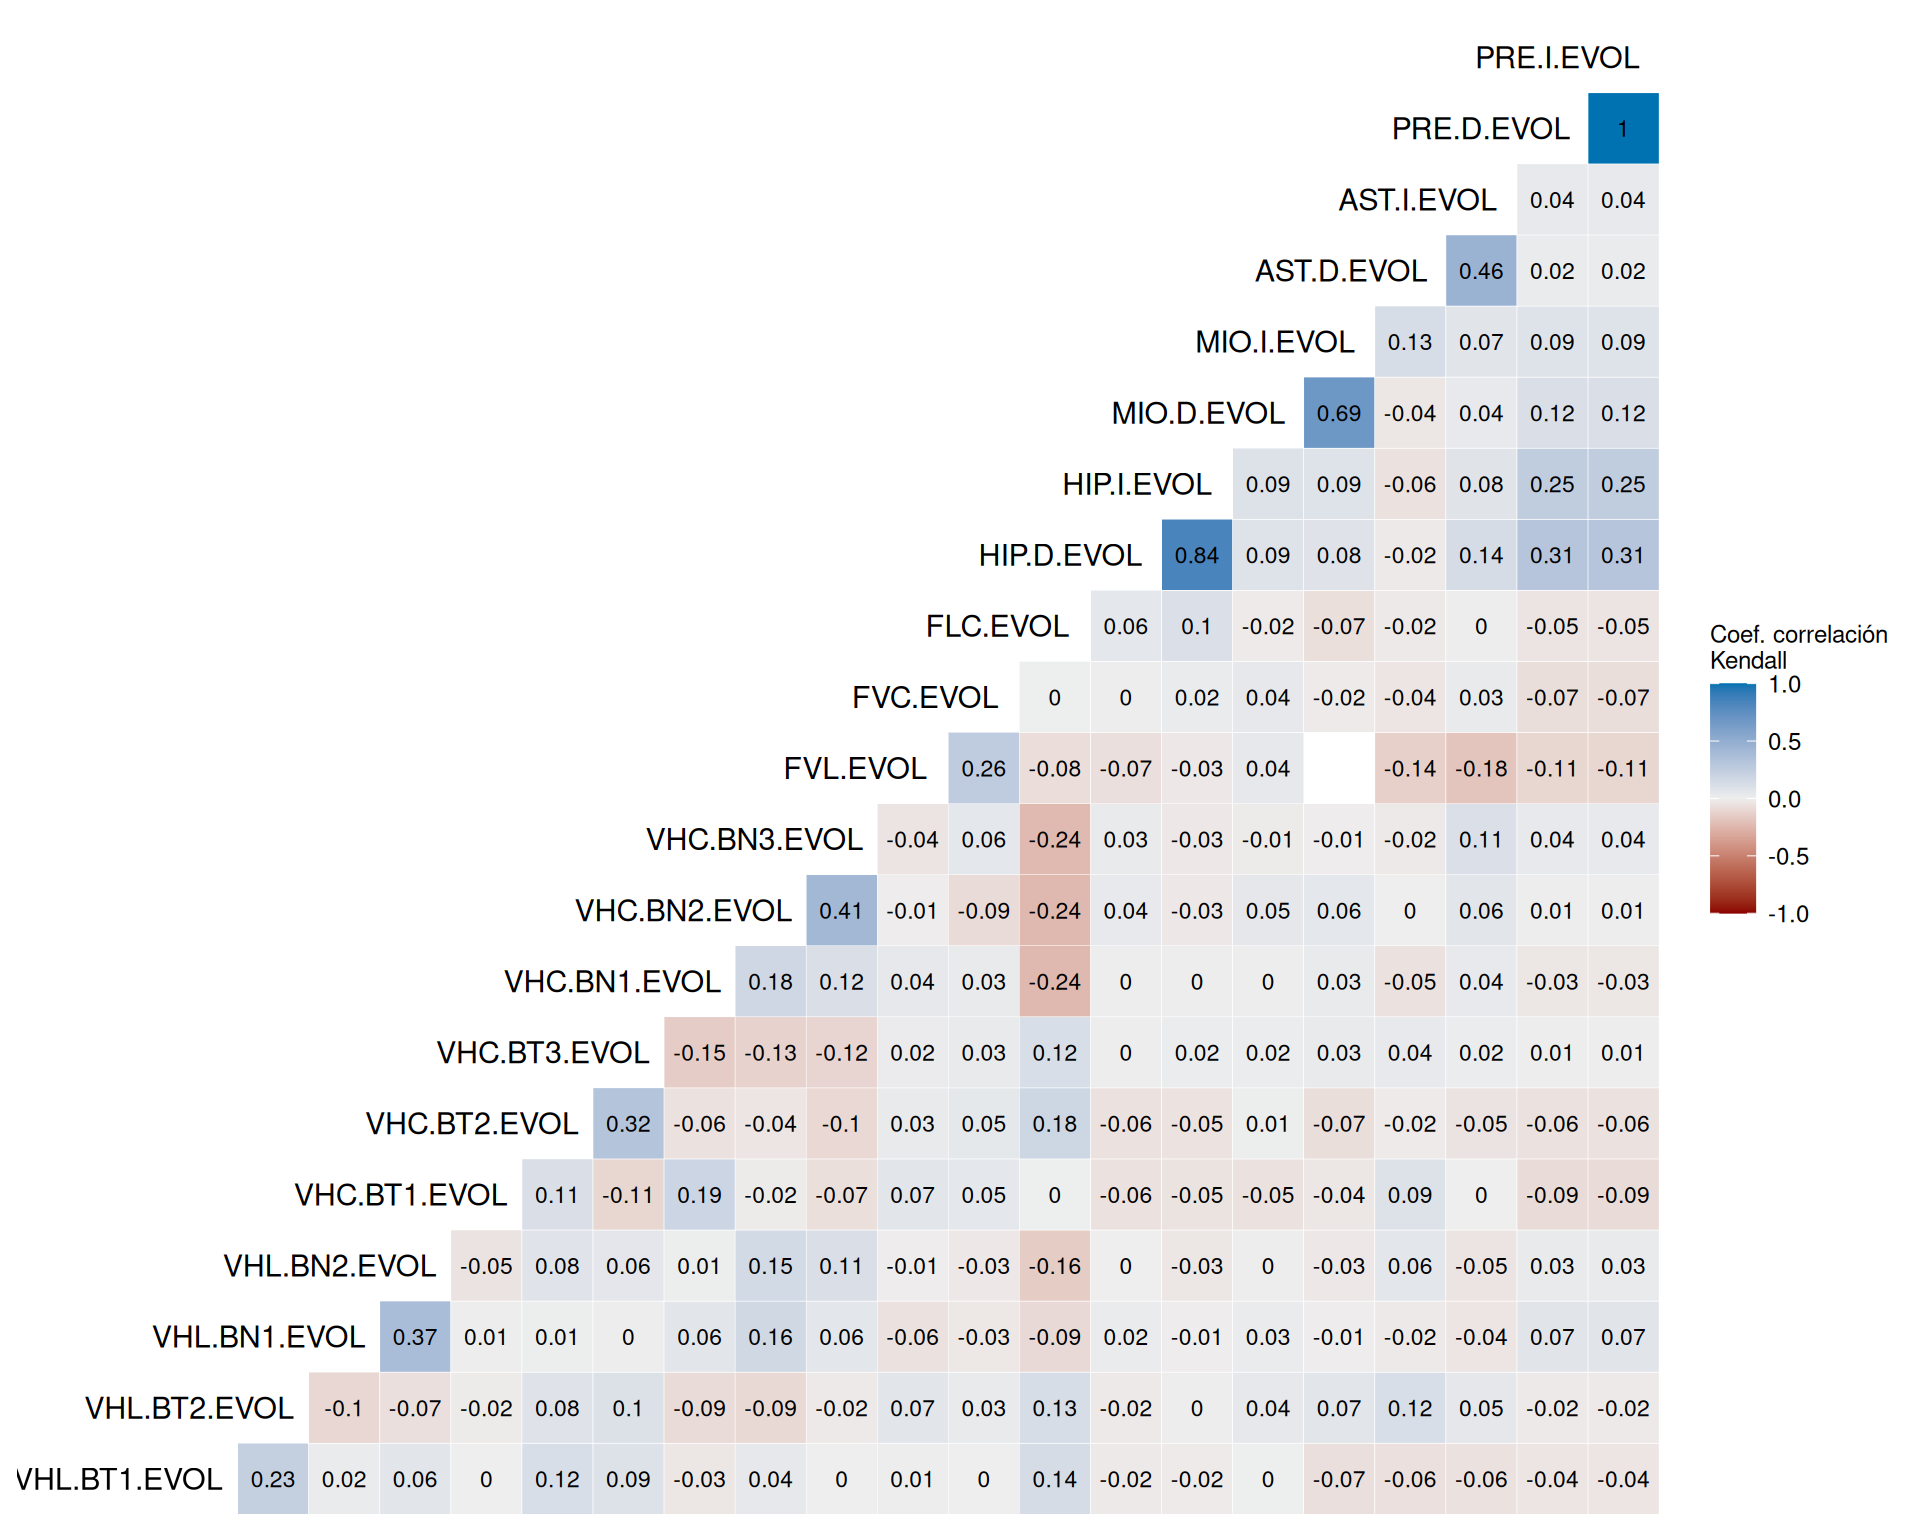 PRE.I.EVOL
PRE.D.EVOL 1
AST.I.EVOL 0.04 0.04
AST.D.EVOL 0.46 0.02 0.02
MIO.I.EVOL 0.13 0.07 0.09 0.09
MIO.D.EVOL 0.69 -0.04 0.04 0.12 0.12
HIP.I.EVOL 0.09 0.09 -0.06 0.08 0.25 0.25
HIP.D.EVOL 0.84 0.09 0.08 -0.02 0.14 0.31 0.31
FLC.EVOL 0.06 0.1 -0.02 -0.07 -0.02 0 -0.05 -0.05
FVC.EVOL 0 0 0.02 0.04 -0.02 -0.04 0.03 -0.07 -0.07
FVL.EVOL 0.26 -0.08 -0.07 -0.03 0.04 -0.14 -0.18 -0.11 -0.11
VHC.BN3.EVOL -0.04 0.06 -0.24 0.03 -0.03 -0.01 -0.01 -0.02 0.11 0.04 0.04
VHC.BN2.EVOL 0.41 -0.01 -0.09 -0.24 0.04 -0.03 0.05 0.06 0 0.06 0.01 0.01
VHC.BN1.EVOL 0.18 0.12 0.04 0.03 -0.24 0 0 0 0.03 -0.05 0.04 -0.03 -0.03
VHC.BT3.EVOL -0.15 -0.13 -0.12 0.02 0.03 0.12 0 0.02 0.02 0.03 0.04 0.02 0.01 0.01
VHC.BT2.EVOL 0.32 -0.06 -0.04 -0.1 0.03 0.05 0.18 -0.06 -0.05 0.01 -0.07 -0.02 -0.05 -0.06 -0.06
VHC.BT1.EVOL 0.11 -0.11 0.19 -0.02 -0.07 0.07 0.05 0 -0.06 -0.05 -0.05 -0.04 0.09 0 -0.09 -0.09
VHL.BN2.EVOL -0.05 0.08 0.06 0.01 0.15 0.11 -0.01 -0.03 -0.16 0 -0.03 0 -0.03 0.06 -0.05 0.03 0.03
VHL.BN1.EVOL 0.37 0.01 0.01 0 0.06 0.16 0.06 -0.06 -0.03 -0.09 0.02 -0.01 0.03 -0.01 -0.02 -0.04 0.07 0.07
VHL.BT2.EVOL -0.1 -0.07 -0.02 0.08 0.1 -0.09 -0.09 -0.02 0.07 0.03 0.13 -0.02 0 0.04 0.07 0.12 0.05 -0.02 -0.02
VHL.BT1.EVOL 0.23 0.02 0.06 0 0.12 0.09 -0.03 0.04 0 0.01 0 0.14 -0.02 -0.02 0 -0.07 -0.06 -0.06 -0.04 -0.04
Coef. correlación
Kendall
1.0
0.5
0.0
-0.5
-1.0